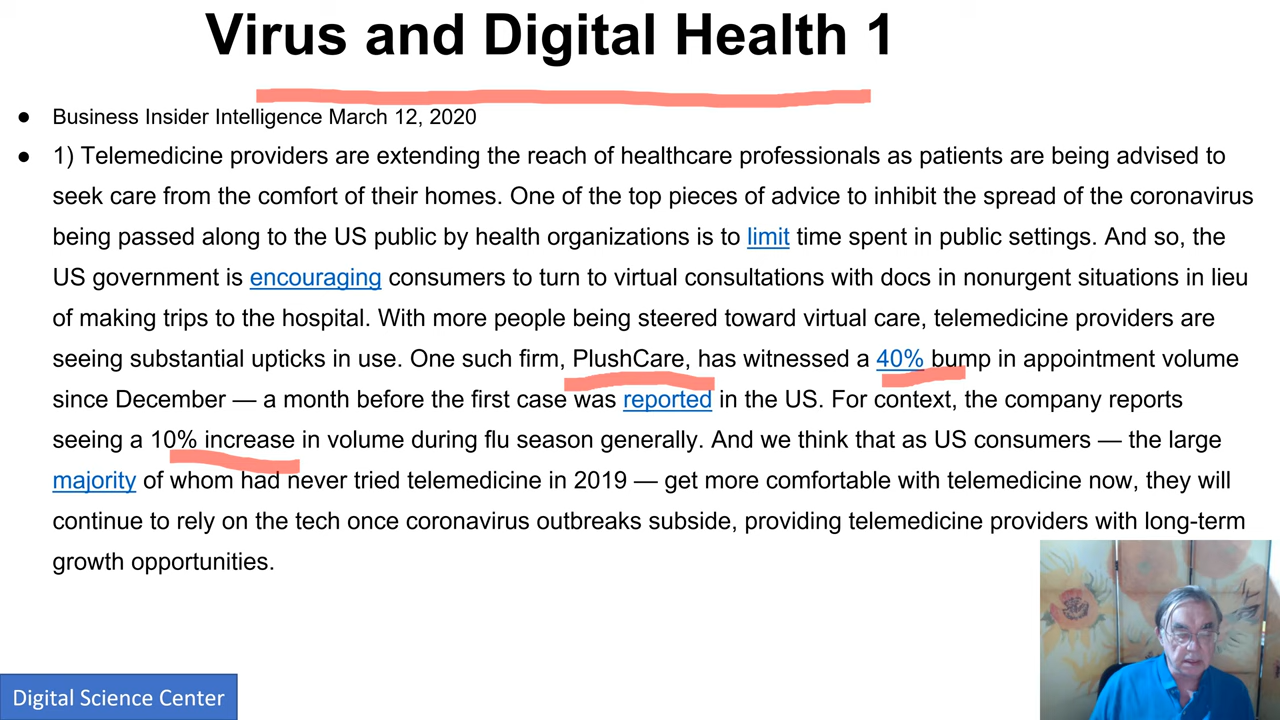 Virus and Digital Health 1
● Business Insider Intelligence March 12, 2020
● 1) Telemedicine providers are extending the reach of healthcare professionals as patients are being advised to
seek care from the comfort of their homes. One of the top pieces of advice to inhibit the spread of the coronavirus
being passed along to the US public by health organizations is to limit time spent in public settings. And so, the
US government is encouraging consumers to turn to virtual consultations with docs in nonurgent situations in lieu
of making trips to the hospital. With more people being steered toward virtual care, telemedicine providers are
seeing substantial upticks in use. One such firm, PlushCare, has witnessed a 40% bump in appointment volume
since December — a month before the first case was reported in the US. For context, the company reports
seeing a 10% increase in volume during flu season generally. And we think that as US consumers — the large
majority of whom had never tried telemedicine in 2019 — get more comfortable with telemedicine now, they will
continue to rely on the tech once coronavirus outbreaks subside, providing telemedicine providers with long-term
growth opportunities.
Digital Science Center